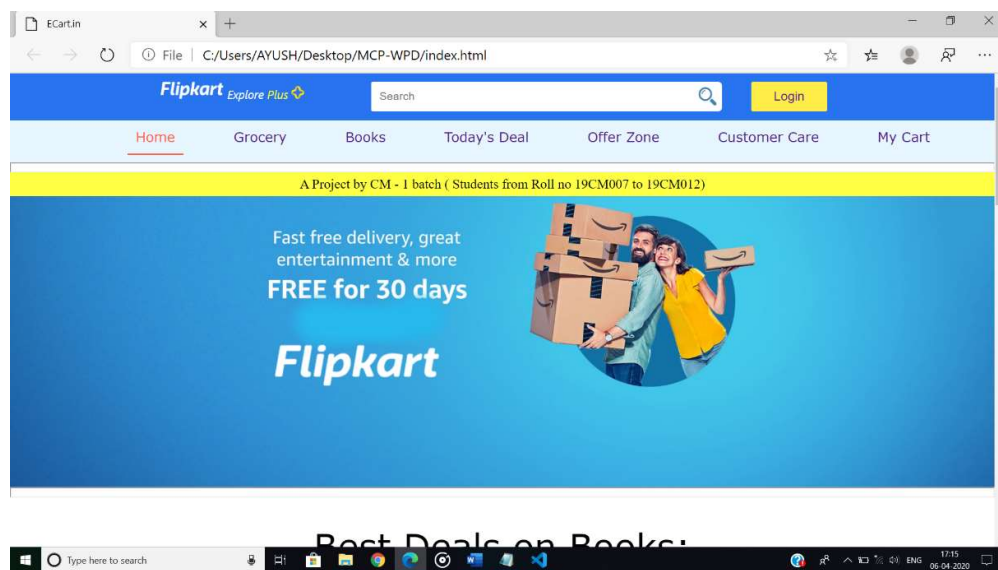 ECart.in
File C:/Users/AYUSH/Desktop/MCP-WPD/index.html
Flipkart Explore Plus Search Login
Home Grocery Books Today's Deal Offer Zone Customer Care My Cart
A Project by CM - 1 batch ( Students from Roll no 19CM007 to 19CM012)
Fast free delivery, great
entertainment & more
FREE for 30 days
Flipkart
Best Deals on Books:
Type here to search ENG 17:15
06-04-2020